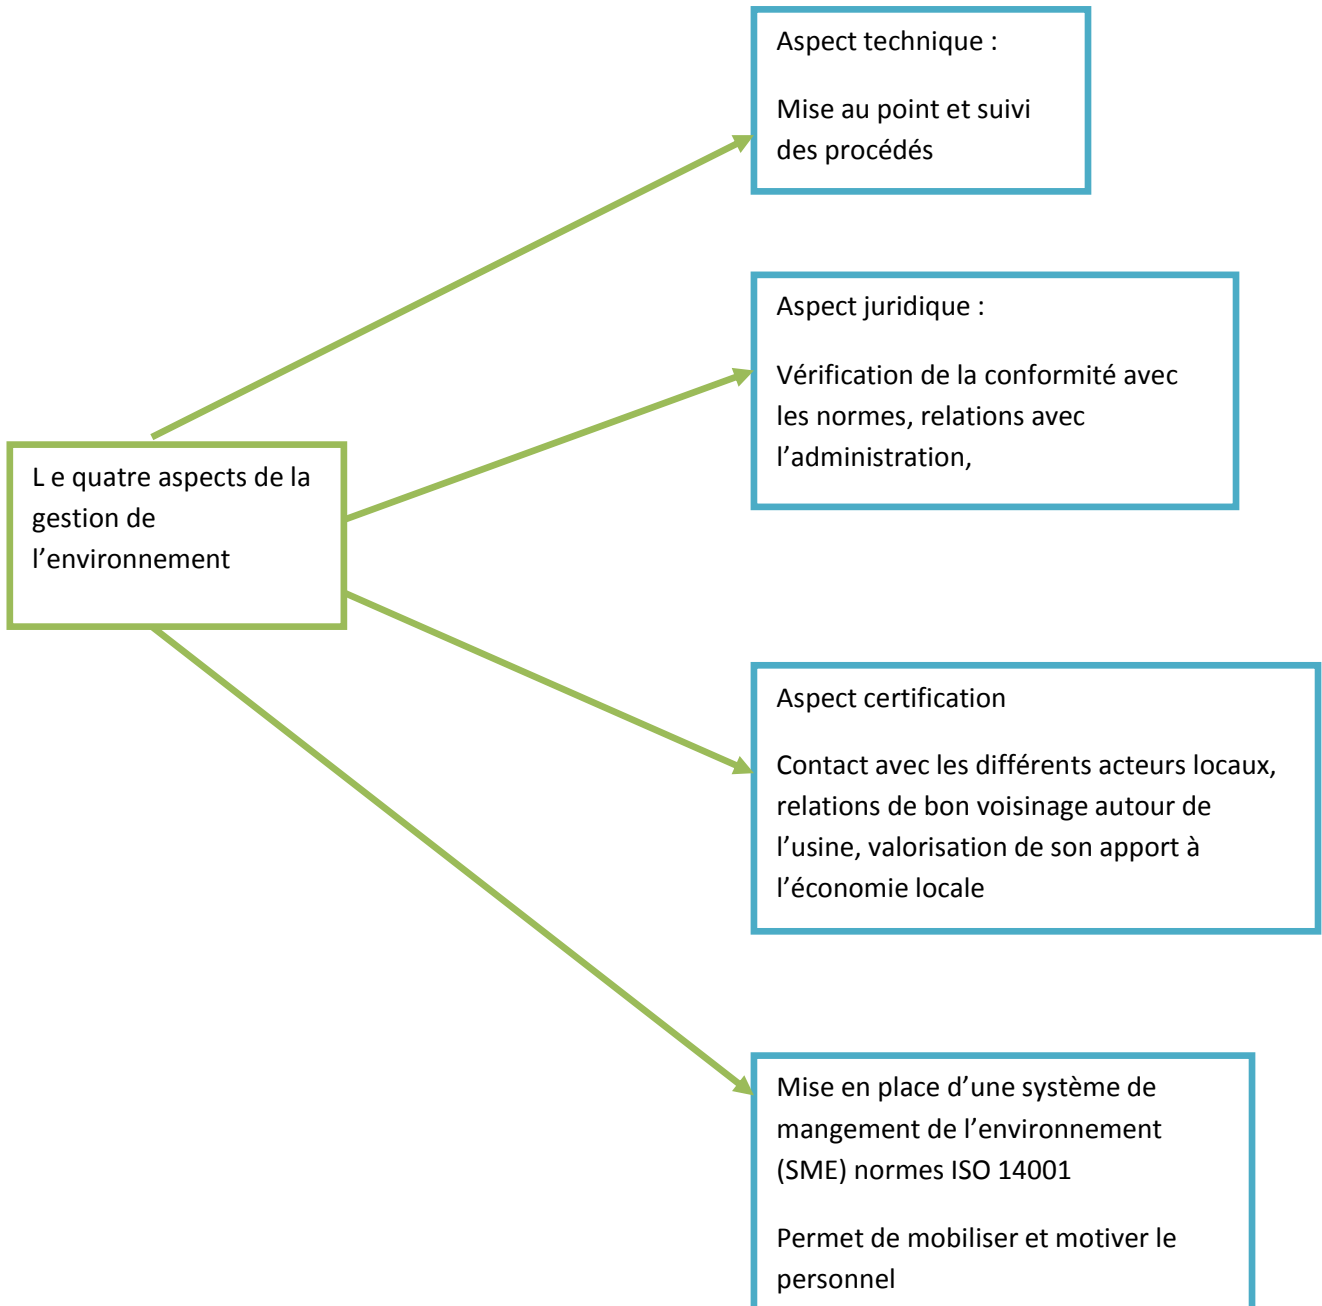 Aspect technique :
Mise au point et suivi
des procédés
Aspect juridique :
Vérification de la conformité avec
les normes, relations avec
l’administration,
L e quatre aspects de la
gestion de
l’environnement
Aspect certification
Contact avec les différents acteurs locaux,
relations de bon voisinage autour de
l’usine, valorisation de son apport à
l’économie locale
Mise en place d’une système de
mangement de l’environnement
(SME) normes ISO 14001
Permet de mobiliser et motiver le
personnel